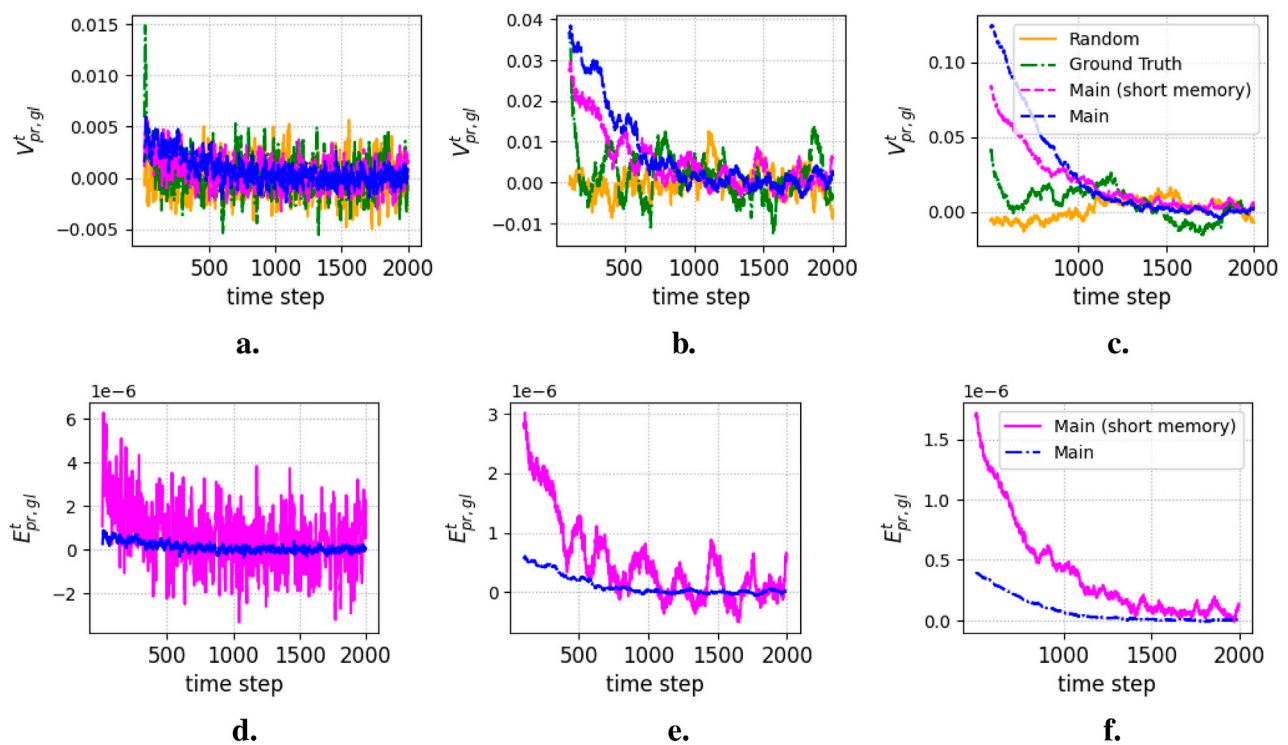 0.015
0.010
0.005
0.000
−0.005
V^t_{pr, gl}
500 1000 1500 2000
time step
a.
0.04
0.03
0.02
0.01
0.00
−0.01
V^t_{pr, gl}
500 1000 1500 2000
time step
b.
0.10
0.05
0.00
V^t_{pr, gl}
Random
Ground Truth
Main (short memory)
Main
1000 1500 2000
time step
c.
1e−6
6
4
2
0
−2
E^t_{pr, gl}
500 1000 1500 2000
time step
d.
1e−6
3
2
1
0
E^t_{pr, gl}
500 1000 1500 2000
time step
e.
1e−6
1.5
1.0
0.5
0.0
E^t_{pr, gl}
Main (short memory)
Main
1000 1500 2000
time step
f.